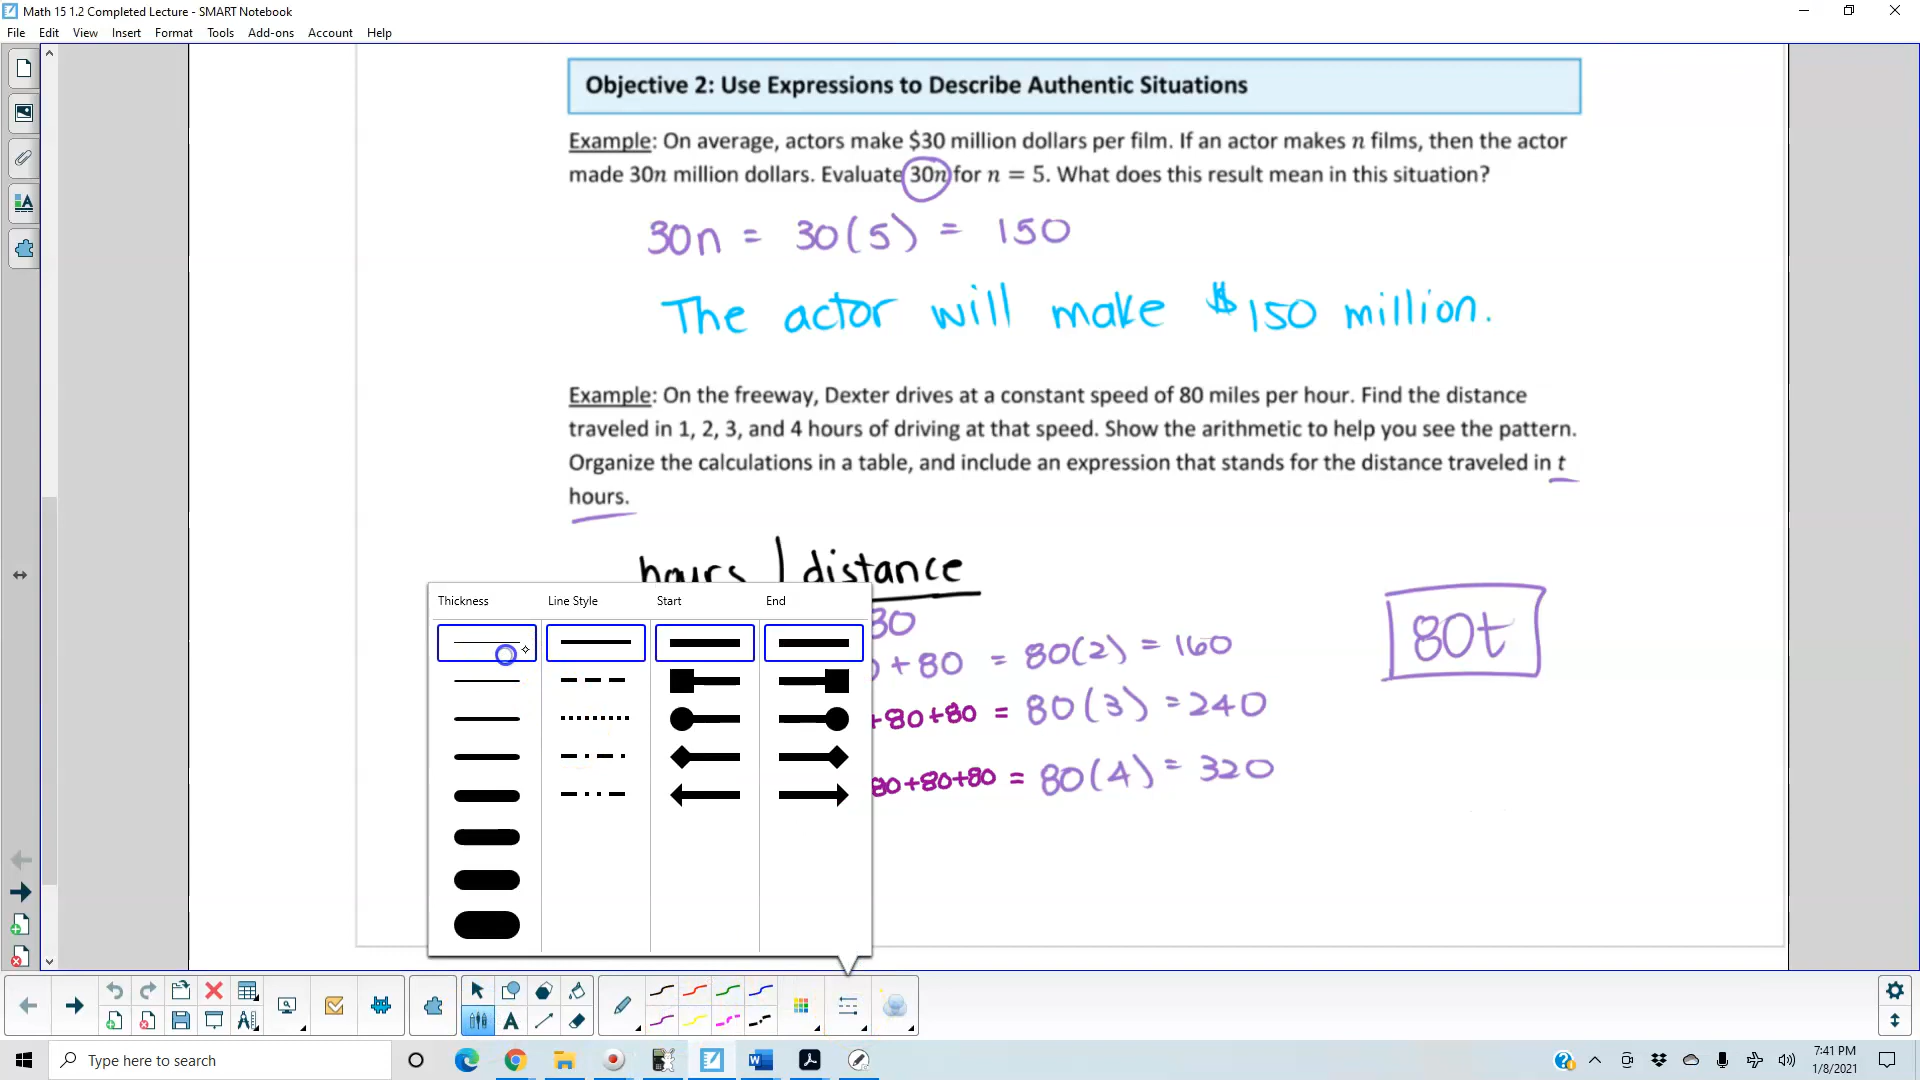 Math 15 1.2 Completed Lecture - SMART Notebook
File Edit View Insert Format Tools Add-ons Account Help
Objective 2: Use Expressions to Describe Authentic Situations
Example: On average, actors make $30 million dollars per film. If an actor makes n films, then the actor
made 30n million dollars. Evaluate 30n for n = 5. What does this result mean in this situation?
30n = 30(5) = 150
The actor will make $150 million.
Example: On the freeway, Dexter drives at a constant speed of 80 miles per hour. Find the distance
traveled in 1, 2, 3, and 4 hours of driving at that speed. Show the arithmetic to help you see the pattern.
Organize the calculations in a table, and include an expression that stands for the distance traveled in t
hours.
hours | distance
Thickness Line Style Start End
80
+80 = 80(2) = 160
80t
+80+80 = 80(3) = 240
80+80+80 = 80(4) = 320
Type here to search
7:41 PM
1/8/2021